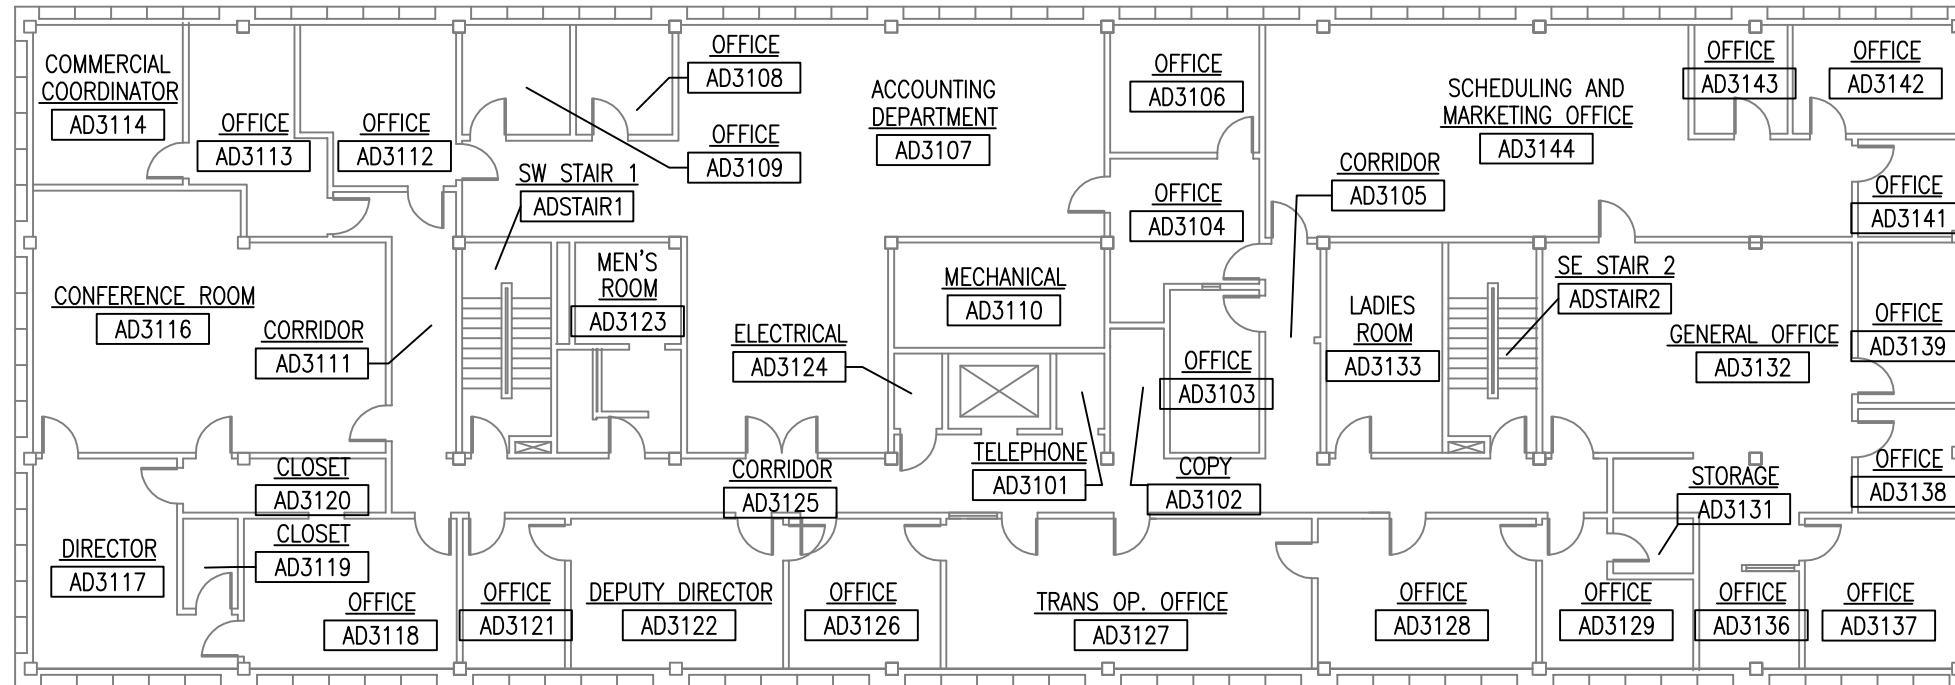 COMMERCIAL
COORDINATOR
AD3114
OFFICE
AD3113
OFFICE
AD3112
OFFICE
AD3108
OFFICE
AD3109
SW STAIR 1
ADSTAIR1
ACCOUNTING
DEPARTMENT
AD3107
OFFICE
AD3106
OFFICE
AD3104
CORRIDOR
AD3105
SCHEDULING AND
MARKETING OFFICE
AD3144
OFFICE
AD3143
OFFICE
AD3142
OFFICE
AD3141
CONFERENCE ROOM
AD3116
CORRIDOR
AD3111
MEN'S
ROOM
AD3123
ELECTRICAL
AD3124
MECHANICAL
AD3110
OFFICE
AD3103
LADIES
ROOM
AD3133
SE STAIR 2
ADSTAIR2
GENERAL OFFICE
AD3132
OFFICE
AD3139
OFFICE
AD3138
CLOSET
AD3120
CLOSET
AD3119
CORRIDOR
AD3125
TELEPHONE
AD3101
COPY
AD3102
STORAGE
AD3131
DIRECTOR
AD3117
OFFICE
AD3118
OFFICE
AD3121
DEPUTY DIRECTOR
AD3122
OFFICE
AD3126
TRANS OP. OFFICE
AD3127
OFFICE
AD3128
OFFICE
AD3129
OFFICE
AD3136
OFFICE
AD3137